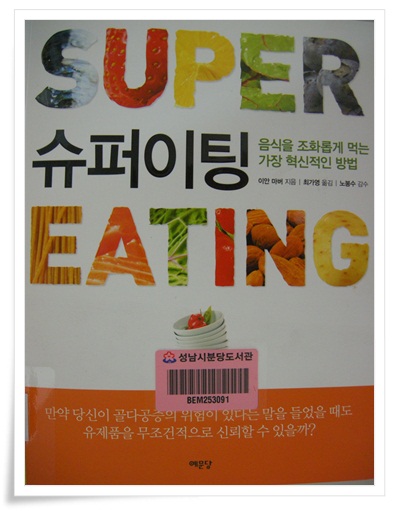 SUPER
슈퍼이팅
음식을 조화롭게 먹는
가장 혁신적인 방법
이안 마버 지음 | 최가영 옮김 | 노봉수 감수
EATING
성남시분당도서관
BEM253091
만약 당신이 골다공증의 위험이 있다는 말을 들었을 때도
유제품을 무조건적으로 신뢰할 수 있을까?
예문당